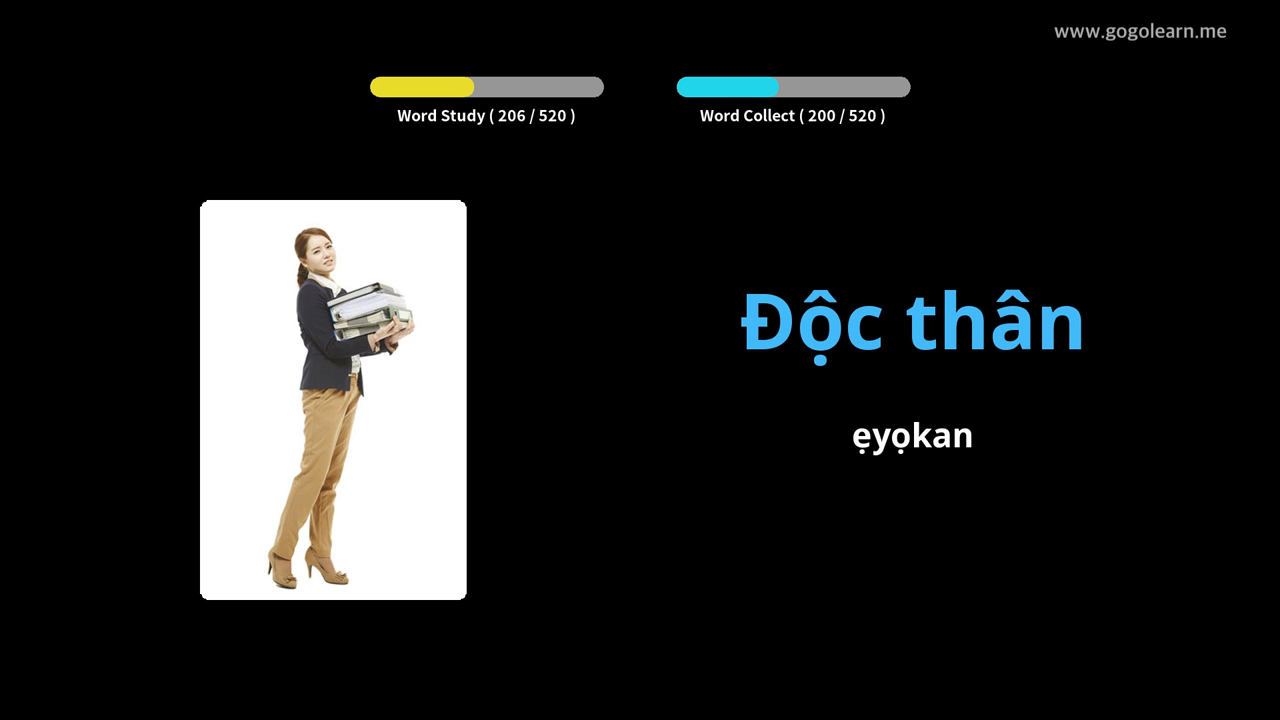 www.gogolearn.me
Word Study ( 206 / 520 )
Word Collect ( 200 / 520 )
Độc thân
ẹyọkan